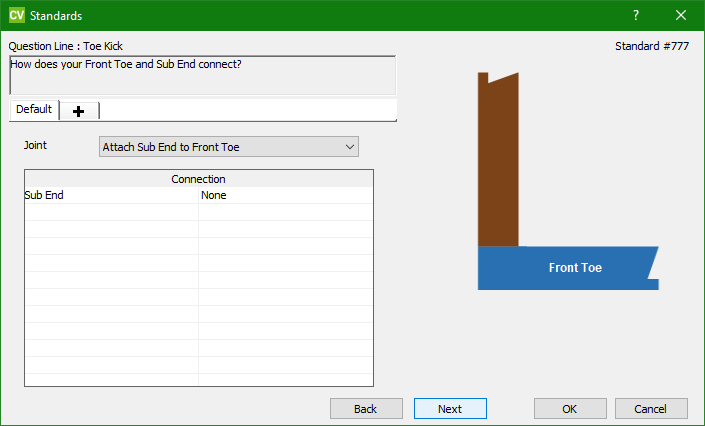 CV Standards ?
Question Line : Toe Kick
Standard #777
How does your Front Toe and Sub End connect?
Default
Joint
Attach Sub End to Front Toe
Connection
Sub End None
Front Toe
Back Next OK Cancel